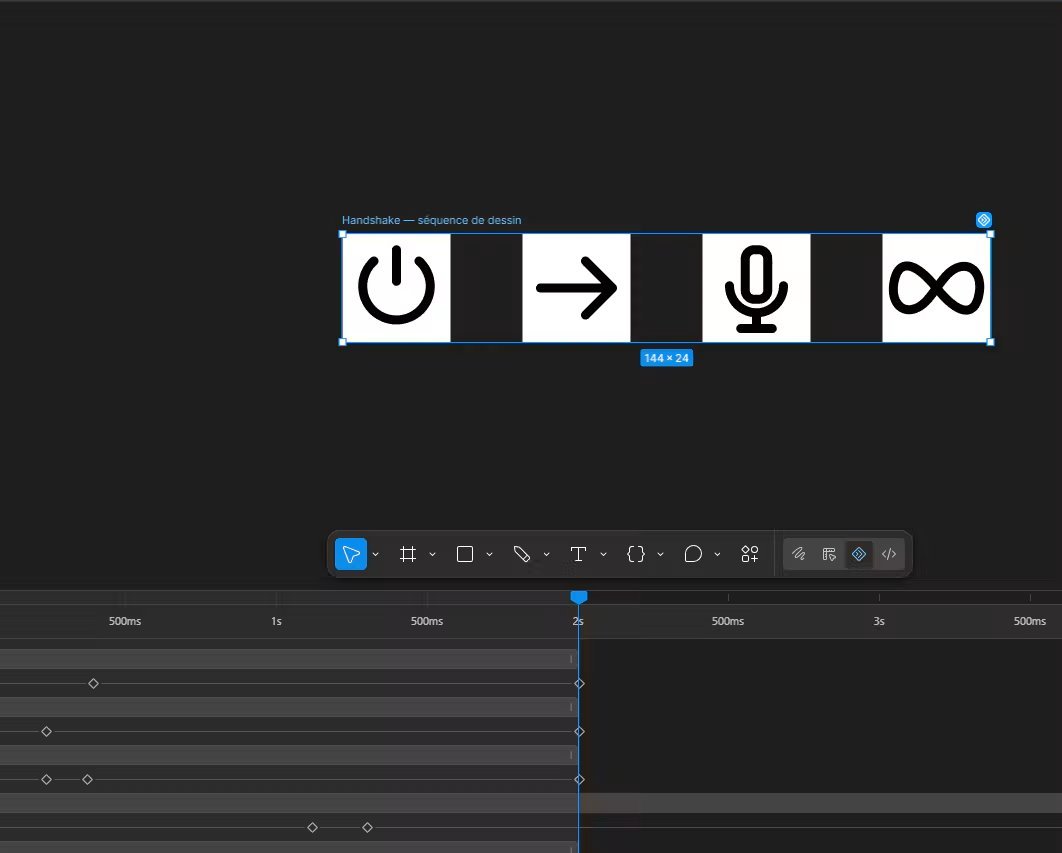 Handshake — séquence de dessin
144 × 24
500ms
1s
500ms
2s
500ms
3s
500ms